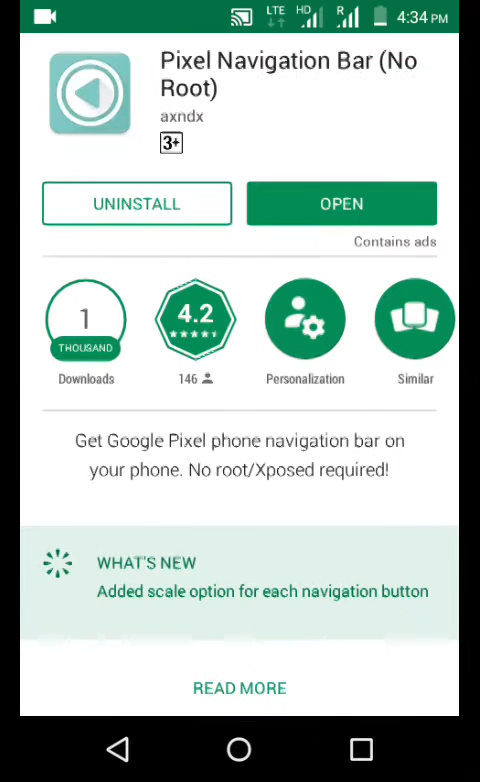 LTE HD R 4:34 PM
Pixel Navigation Bar (No
Root)
axndx
3+
UNINSTALL
OPEN
Contains ads
1
THOUSAND
Downloads
4.2
146
Personalization
Similar
Get Google Pixel phone navigation bar on
your phone. No root/Xposed required!
WHAT'S NEW
Added scale option for each navigation button
READ MORE